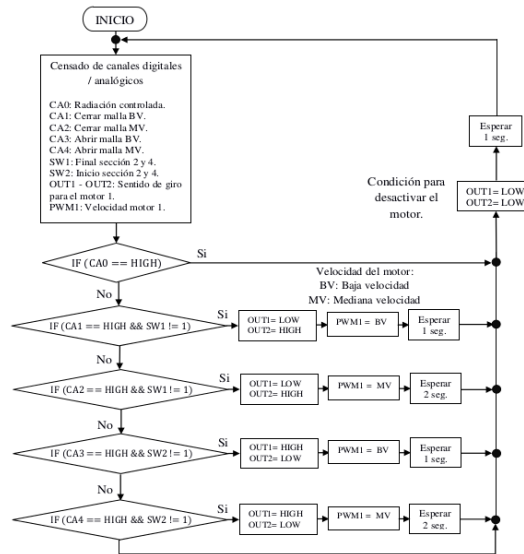 INICIO
Censado de canales digitales
/ analógicos
CA0: Radiación controlada.
CA1: Cerrar malla BV.
CA2: Cerrar malla MV.
CA3: Abrir malla BV.
CA4: Abrir malla MV.
SW1: Final sección 2 y 4.
SW2: Inicio sección 2 y 4.
OUT1 - OUT2: Sentido de giro
para el motor 1.
PWM1: Velocidad motor 1.
Esperar
1 seg.
Condición para
desactivar el
motor.
OUT1= LOW
OUT2= LOW
IF (CA0 == HIGH)
Si
No
Velocidad del motor:
BV: Baja velocidad
MV: Mediana velocidad
IF (CA1 == HIGH && SW1 != 1)
Si
OUT1= LOW
OUT2= HIGH
PWM1 = BV
Esperar
1 seg.
No
IF (CA2 == HIGH && SW1 != 1)
Si
OUT1= LOW
OUT2= HIGH
PWM1 = MV
Esperar
2 seg.
No
IF (CA3 == HIGH && SW2 != 1)
Si
OUT1= HIGH
OUT2= LOW
PWM1 = BV
Esperar
1 seg.
No
IF (CA4 == HIGH && SW2 != 1)
Si
OUT1= HIGH
OUT2= LOW
PWM1 = MV
Esperar
2 seg.